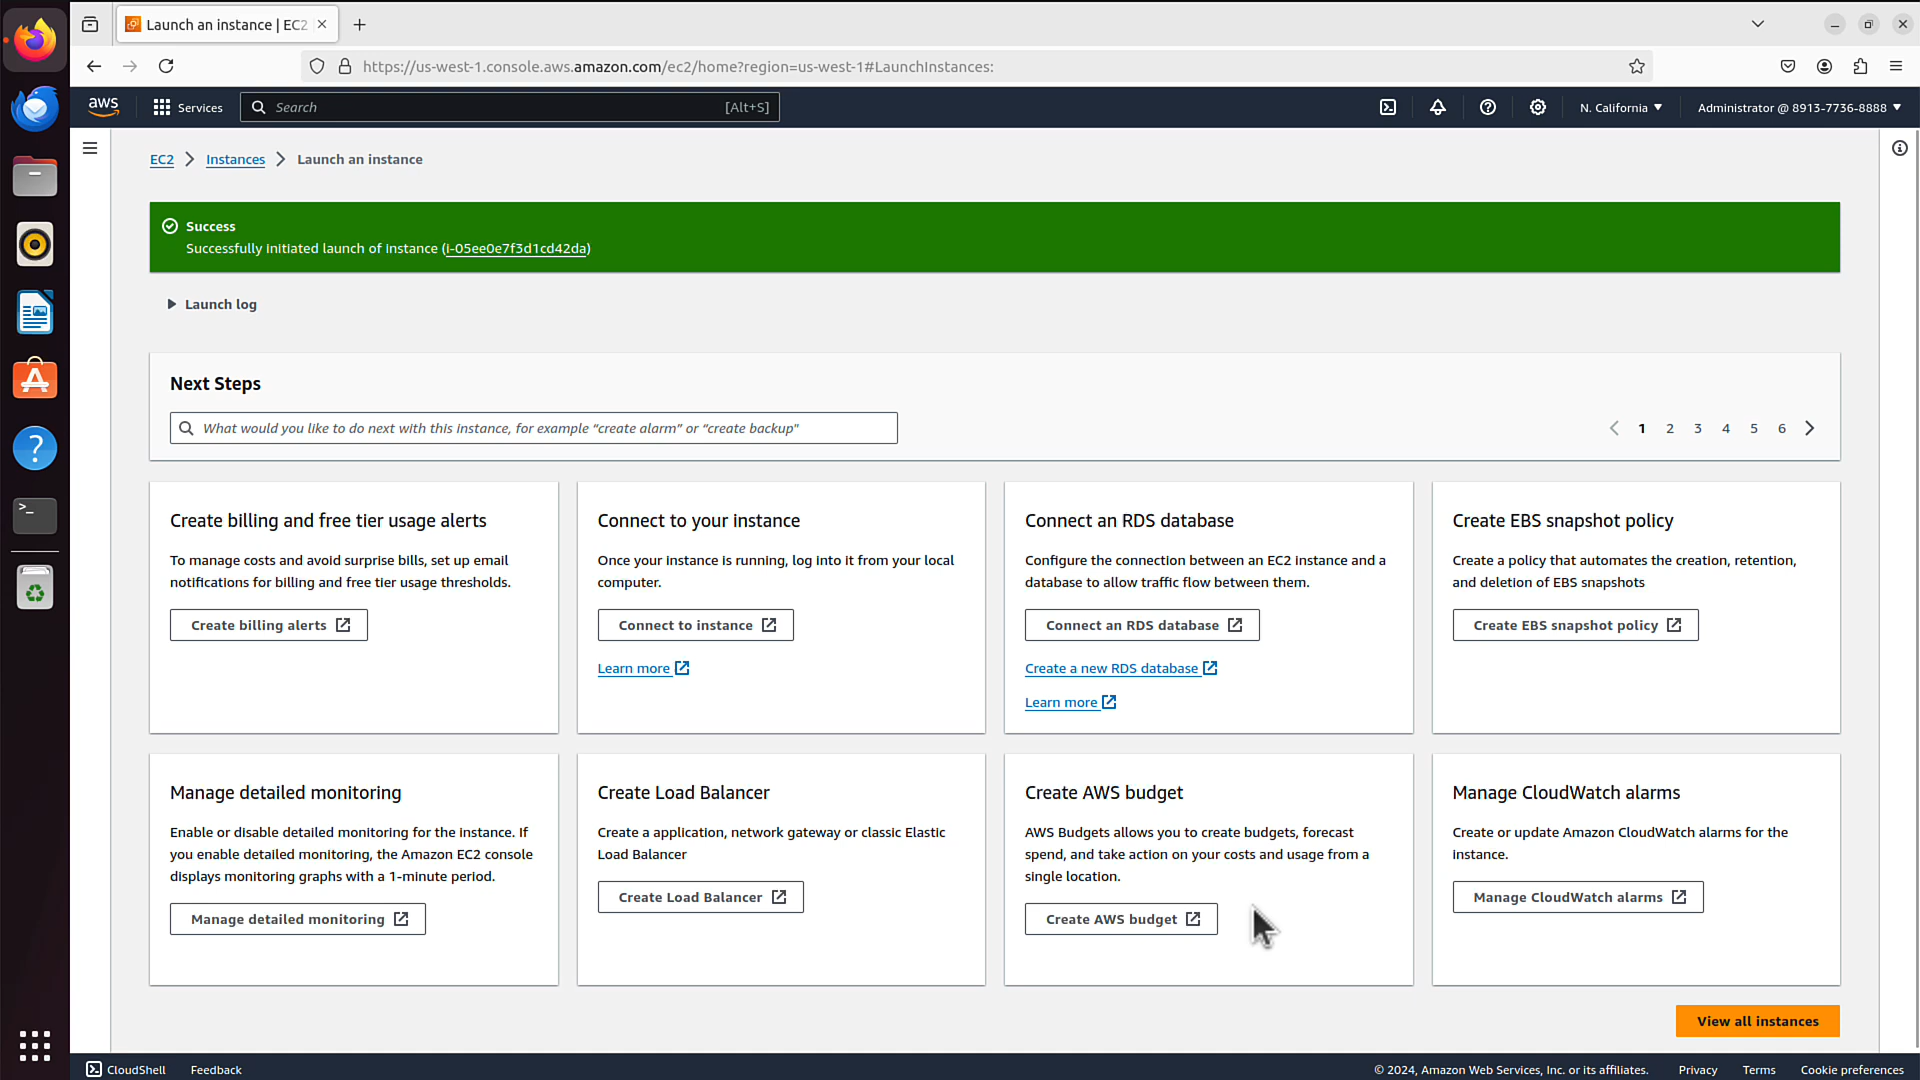 Launch an instance | EC2
https://us-west-1.console.aws.amazon.com/ec2/home?region=us-west-1#LaunchInstances:
aws
Services
Search
[Alt+S]
N. California
Administrator @ 8913-7736-8888
EC2
Instances
Launch an instance
Success
Successfully initiated launch of instance (i-05ee0e7f3d1cd42da)
Launch log
Next Steps
What would you like to do next with this instance, for example “create alarm” or “create backup”
1 2 3 4 5 6
Create billing and free tier usage alerts
To manage costs and avoid surprise bills, set up email
notifications for billing and free tier usage thresholds.
Create billing alerts
Connect to your instance
Once your instance is running, log into it from your local
computer.
Connect to instance
Learn more
Connect an RDS database
Configure the connection between an EC2 instance and a
database to allow traffic flow between them.
Connect an RDS database
Create a new RDS database
Learn more
Create EBS snapshot policy
Create a policy that automates the creation, retention,
and deletion of EBS snapshots
Create EBS snapshot policy
Manage detailed monitoring
Enable or disable detailed monitoring for the instance. If
you enable detailed monitoring, the Amazon EC2 console
displays monitoring graphs with a 1-minute period.
Manage detailed monitoring
Create Load Balancer
Create a application, network gateway or classic Elastic
Load Balancer
Create Load Balancer
Create AWS budget
AWS Budgets allows you to create budgets, forecast
spend, and take action on your costs and usage from a
single location.
Create AWS budget
Manage CloudWatch alarms
Create or update Amazon CloudWatch alarms for the
instance.
Manage CloudWatch alarms
View all instances
CloudShell
Feedback
© 2024, Amazon Web Services, Inc. or its affiliates.
Privacy
Terms
Cookie preferences